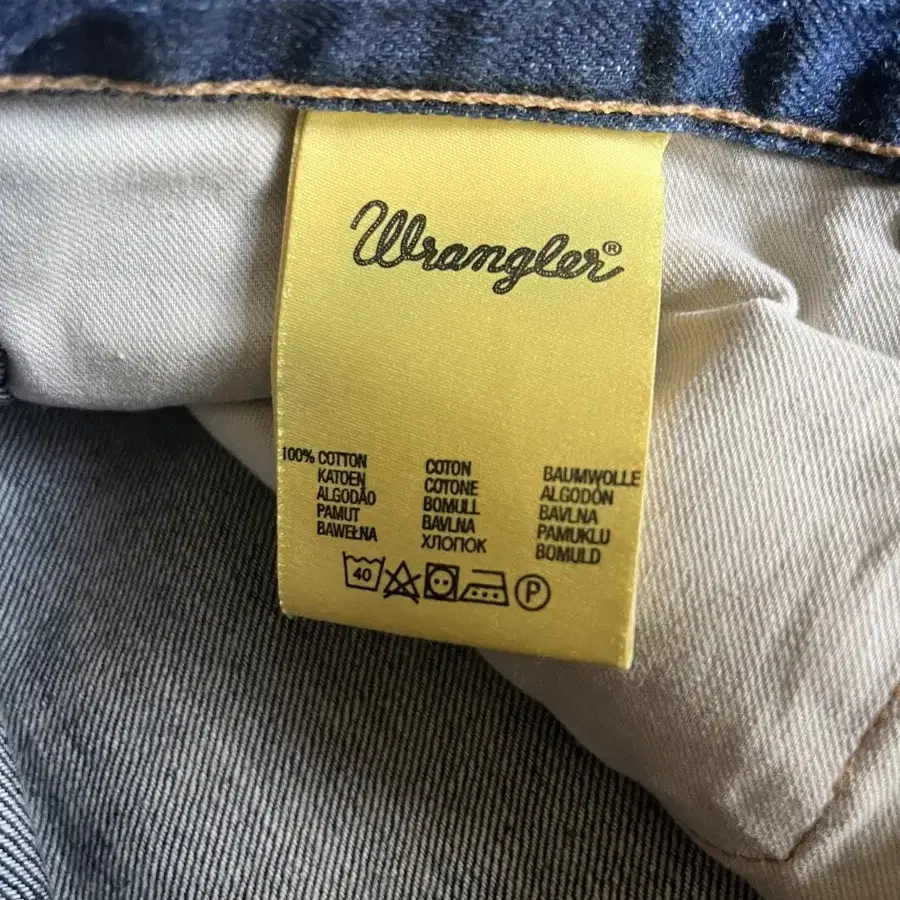 Wrangler®
100% COTTON
KATOEN
ALGODÃO
PAMUT
BAWEŁNA
COTON
COTONE
BOMULL
BAVLNA
ХЛОПОК
BAUMWOLLE
ALGODÓN
BAVLNA
PAMUKLU
BOMULD
40
P